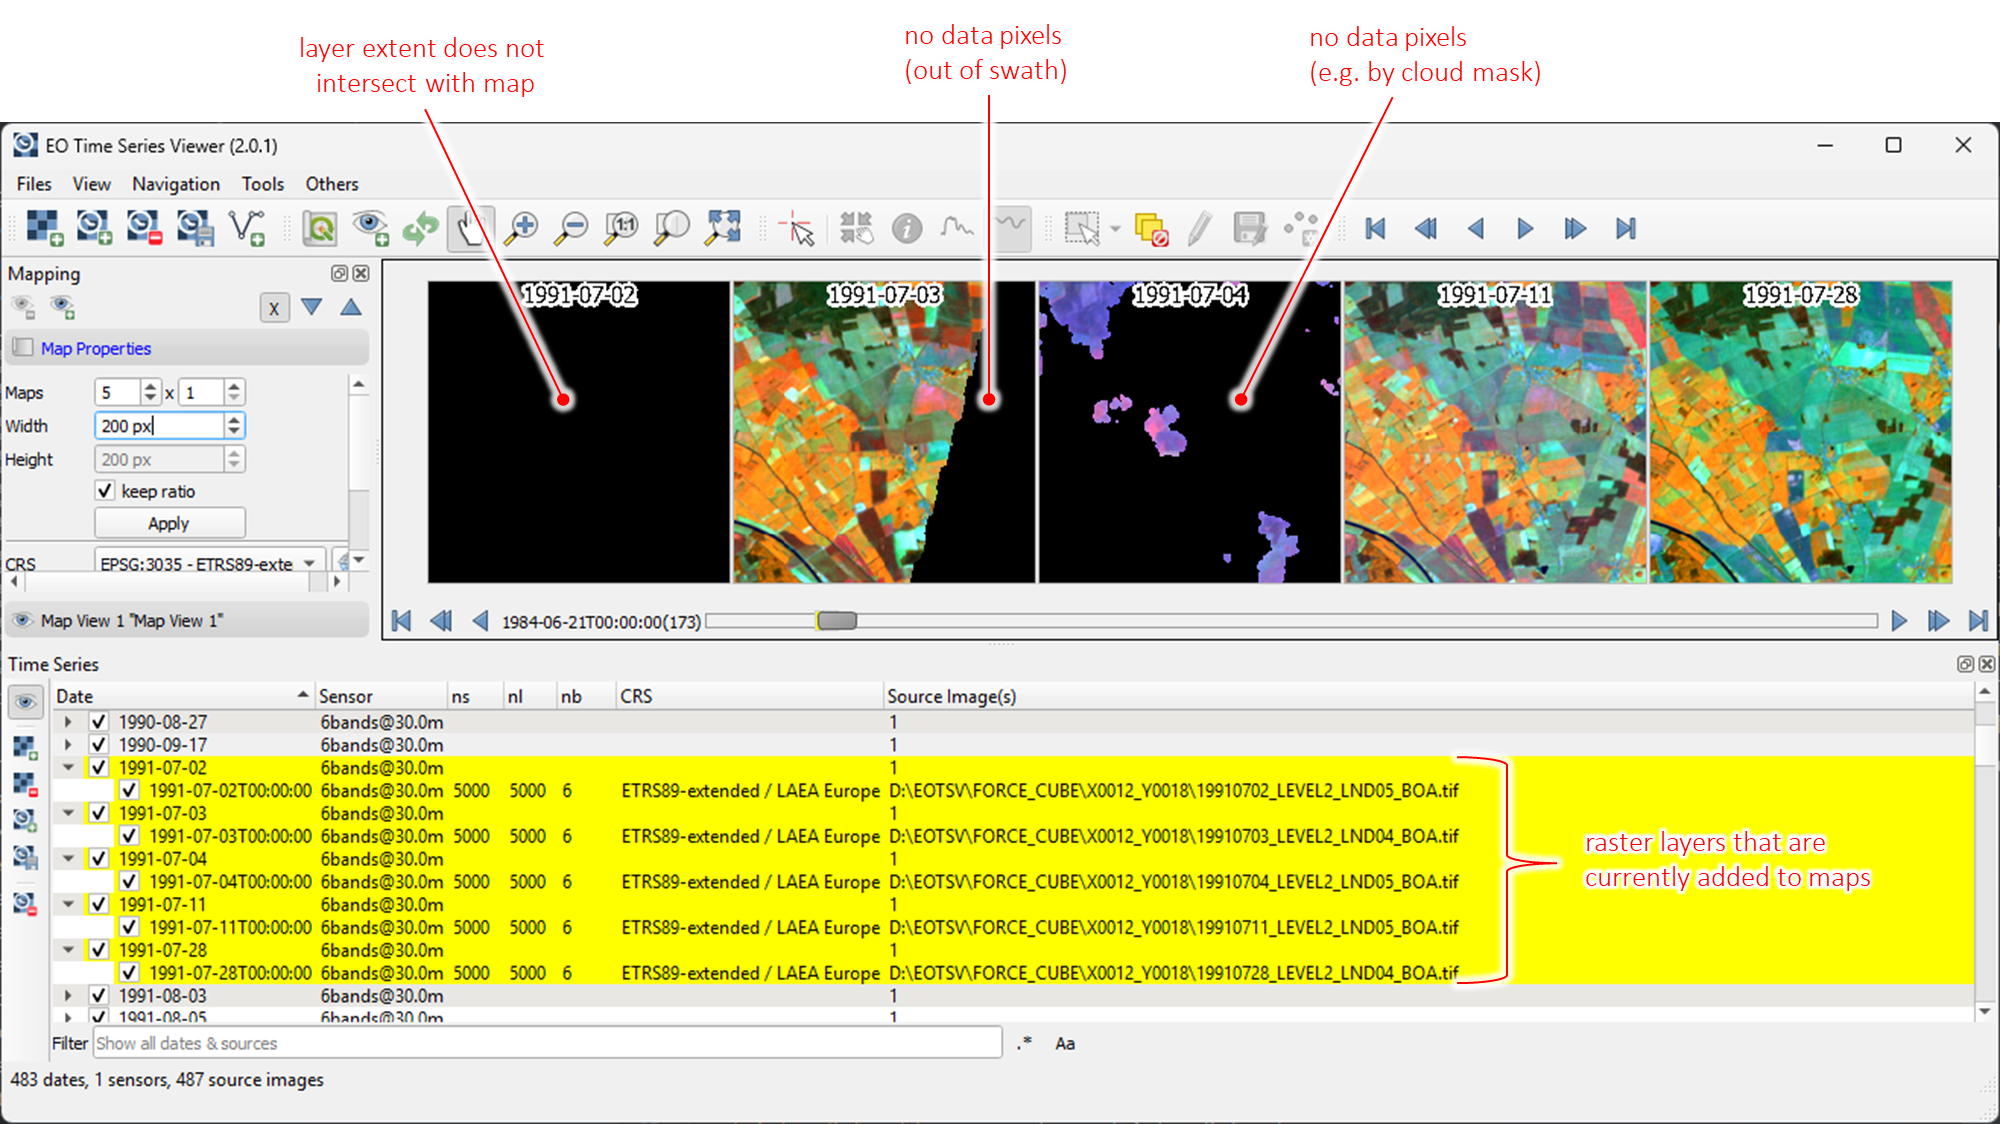 layer extent does not
intersect with map
no data pixels
(out of swath)
no data pixels
(e.g. by cloud mask)
EO Time Series Viewer (2.0.1)
Files View Navigation Tools Others
1:1
Mapping
x
Map Properties
Maps 5 x 1
Width 200 px
Height 200 px
keep ratio
Apply
CRS EPSG:3035 - ETRS89-exte
Map View 1 "Map View 1"
1991-07-02
1991-07-03
1991-07-04
1991-07-11
1991-07-28
1984-06-21T00:00:00(173)
Time Series
Date Sensor ns nl nb CRS Source Image(s)
1990-08-27 6bands@30.0m 1
1990-09-17 6bands@30.0m 1
1991-07-02 6bands@30.0m 1
1991-07-02T00:00:00 6bands@30.0m 5000 5000 6 ETRS89-extended / LAEA Europe D:\EOTSV\FORCE_CUBE\X0012_Y0018\19910702_LEVEL2_LND05_BOA.tif
1991-07-03 6bands@30.0m 1
1991-07-03T00:00:00 6bands@30.0m 5000 5000 6 ETRS89-extended / LAEA Europe D:\EOTSV\FORCE_CUBE\X0012_Y0018\19910703_LEVEL2_LND04_BOA.tif
1991-07-04 6bands@30.0m 1
1991-07-04T00:00:00 6bands@30.0m 5000 5000 6 ETRS89-extended / LAEA Europe D:\EOTSV\FORCE_CUBE\X0012_Y0018\19910704_LEVEL2_LND05_BOA.tif
1991-07-11 6bands@30.0m 1
1991-07-11T00:00:00 6bands@30.0m 5000 5000 6 ETRS89-extended / LAEA Europe D:\EOTSV\FORCE_CUBE\X0012_Y0018\19910711_LEVEL2_LND05_BOA.tif
1991-07-28 6bands@30.0m 1
1991-07-28T00:00:00 6bands@30.0m 5000 5000 6 ETRS89-extended / LAEA Europe D:\EOTSV\FORCE_CUBE\X0012_Y0018\19910728_LEVEL2_LND04_BOA.tif
1991-08-03 6bands@30.0m 1
1991-08-05 6bands@30.0m 1
raster layers that are
currently added to maps
Filter Show all dates & sources .* Aa
483 dates, 1 sensors, 487 source images